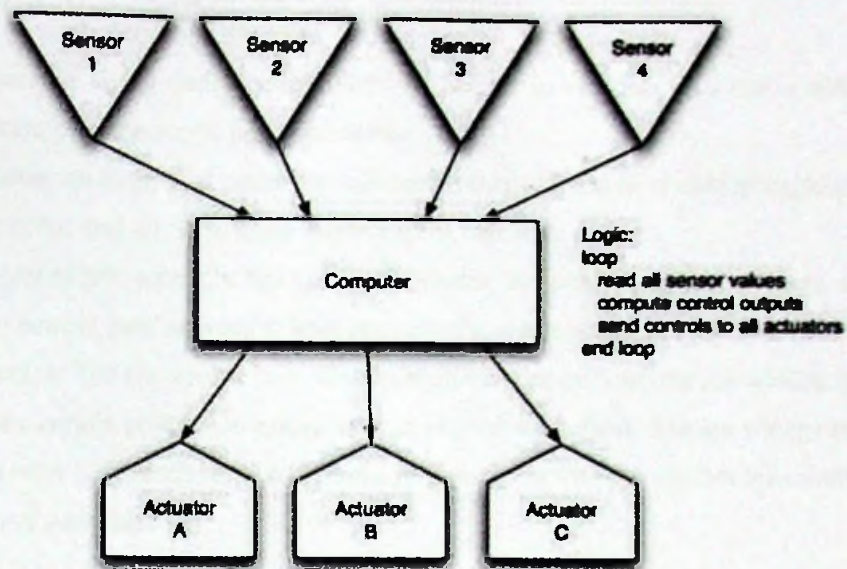 Sensor
1
Sensor
2
Sensor
3
Sensor
4
Computer
Logic:
loop
read all sensor values
compute control outputs
send controls to all actuators
end loop
Actuator
A
Actuator
B
Actuator
C